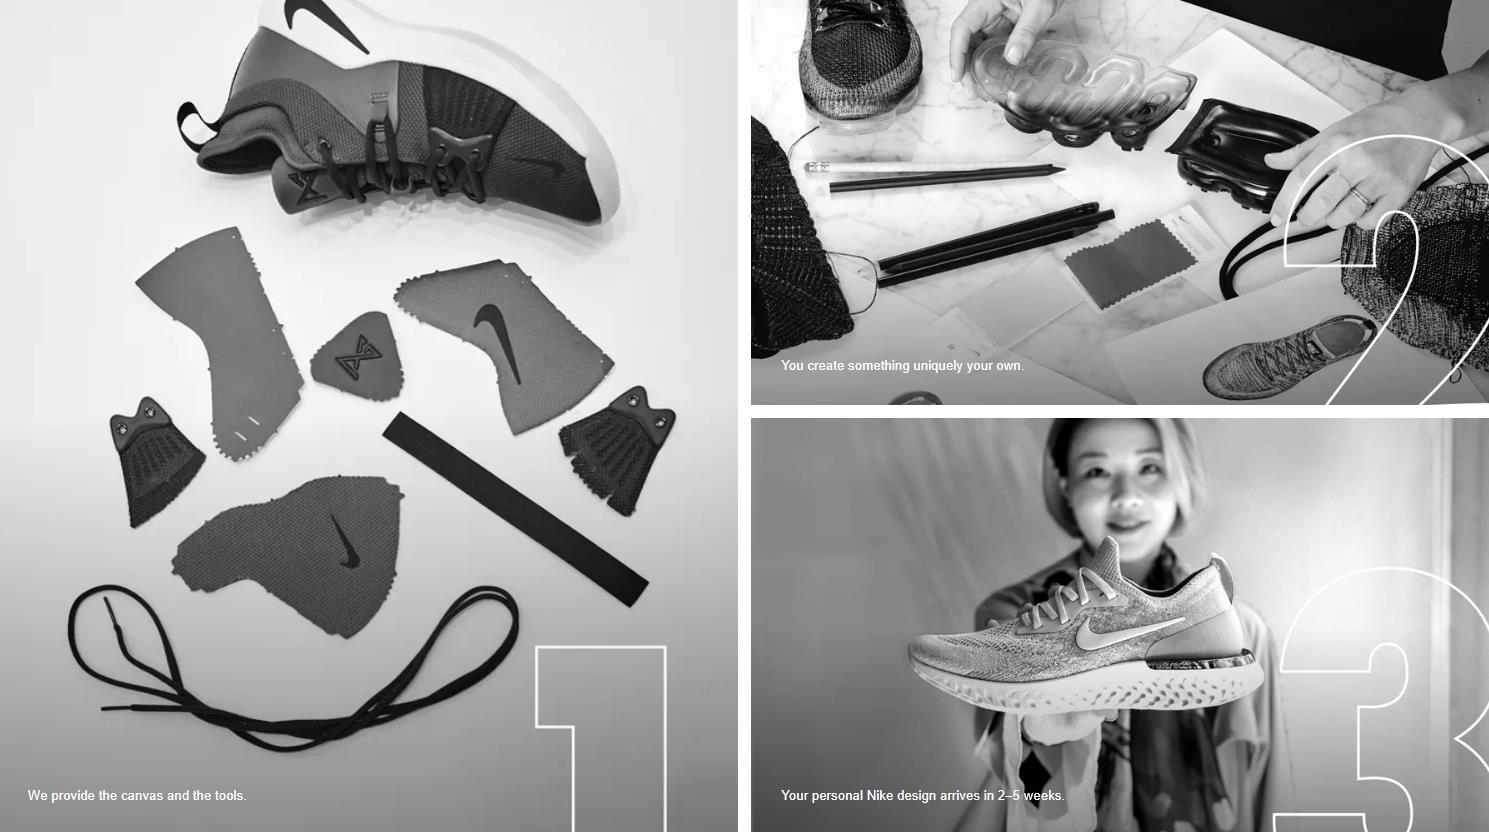 We provide the canvas and the tools.
1
You create something uniquely your own.
2
Your personal Nike design arrives in 2–5 weeks.
3